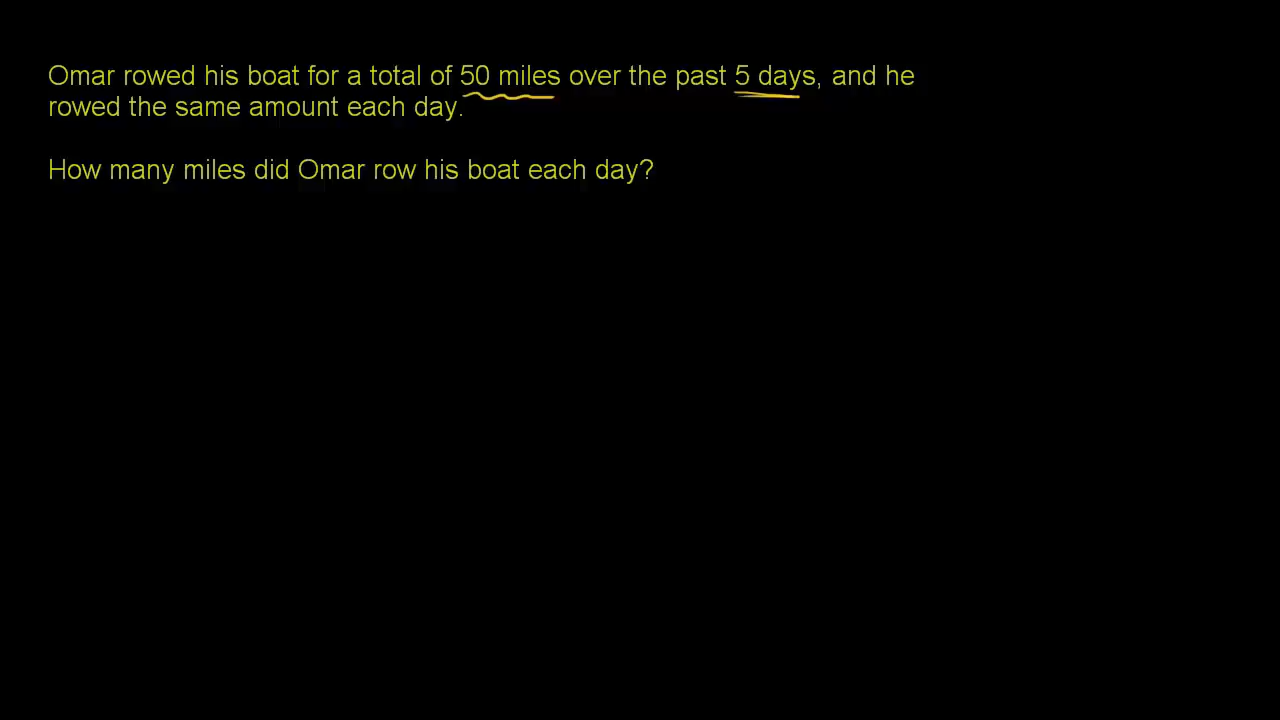 Omar rowed his boat for a total of 50 miles over the past 5 days, and he
rowed the same amount each day.
How many miles did Omar row his boat each day?